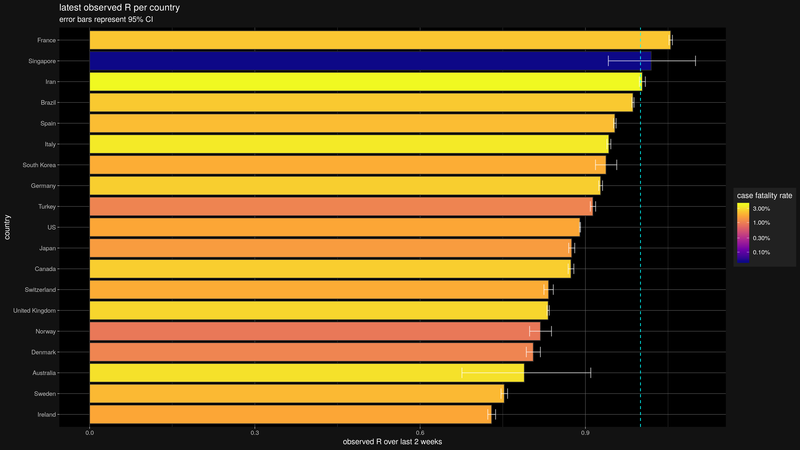 latest observed R per country
error bars represent 95% CI
country
France
Singapore
Iran
Brazil
Spain
Italy
South Korea
Germany
Turkey
US
Japan
Canada
Switzerland
United Kingdom
Norway
Denmark
Australia
Sweden
Ireland
0.0
0.3
0.6
0.9
observed R over last 2 weeks
case fatality rate
3.00%
1.00%
0.30%
0.10%